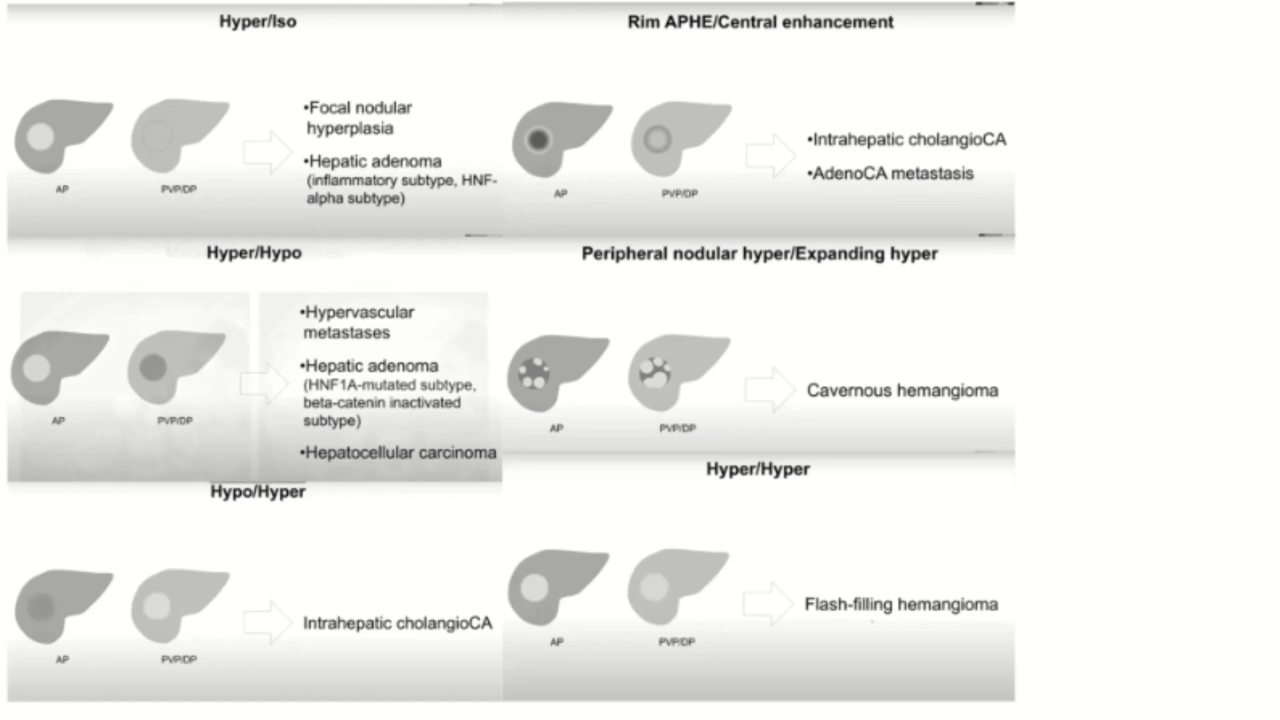 Hyper/Iso
•Focal nodular
hyperplasia
•Hepatic adenoma
(inflammatory subtype, HNF-
alpha subtype)
AP
PVP/DP
Rim APHE/Central enhancement
•Intrahepatic cholangioCA
•AdenoCA metastasis
AP
PVP/DP
Hyper/Hypo
•Hypervascular
metastases
•Hepatic adenoma
(HNF1A-mutated subtype,
beta-catenin inactivated
subtype)
•Hepatocellular carcinoma
AP
PVP/DP
Peripheral nodular hyper/Expanding hyper
Cavernous hemangioma
AP
PVP/DP
Hypo/Hyper
Intrahepatic cholangioCA
AP
PVP/DP
Hyper/Hyper
Flash-filling hemangioma
AP
PVP/DP